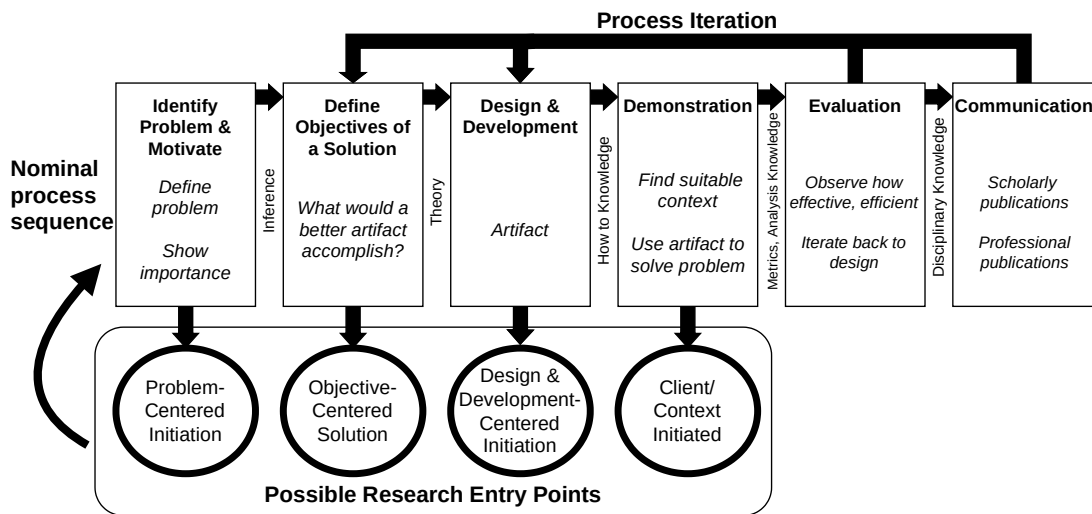 Process Iteration
Nominal
process
sequence
Identify
Problem &
Motivate
Define
problem
Show
importance
Inference
Define
Objectives of
a Solution
What would a
better artifact
accomplish?
Theory
Design &
Development
Artifact
How to Knowledge
Demonstration
Find suitable
context
Use artifact to
solve problem
Metrics, Analysis Knowledge
Evaluation
Observe how
effective, efficient
Iterate back to
design
Disciplinary Knowledge
Communication
Scholarly
publications
Professional
publications
Problem-
Centered
Initiation
Objective-
Centered
Solution
Design &
Development-
Centered
Initiation
Client/
Context
Initiated
Possible Research Entry Points